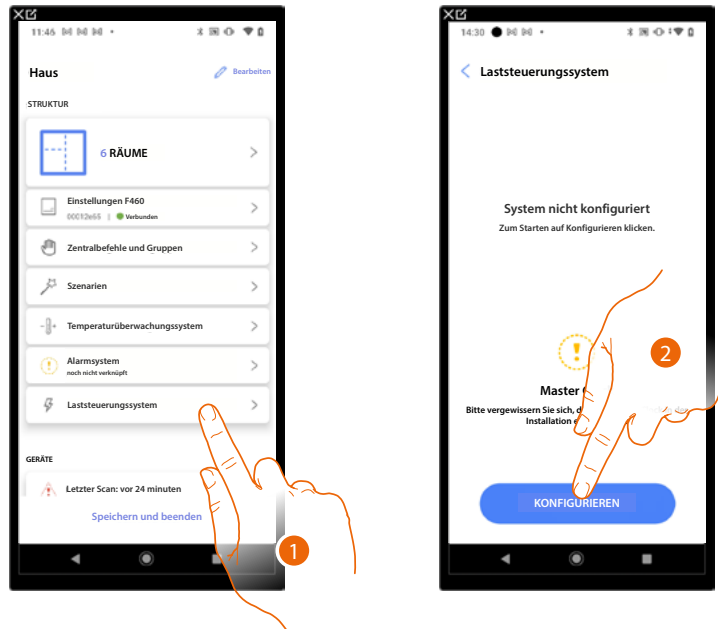 11:46
Haus
Bearbeiten
STRUKTUR
6 RÄUME
Einstellungen F460
00012e65 | Verbunden
Zentralbefehle und Gruppen
Szenarien
Temperaturüberwachungssystem
Alarmsystem
noch nicht verknüpft
Laststeuerungssystem
GERÄTE
Letzter Scan: vor 24 minuten
Speichern und beenden
1
14:30
Laststeuerungssystem
System nicht konfiguriert
Zum Starten auf Konfigurieren klicken.
2
Master
Bitte vergewissern Sie sich, d
Installation e
KONFIGURIEREN